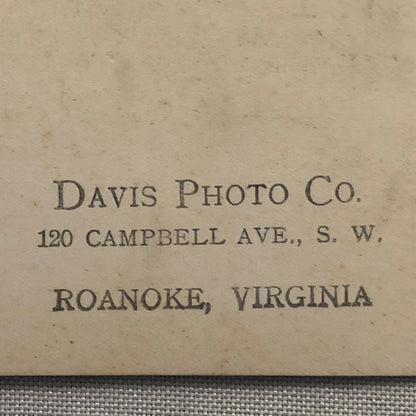 DAVIS PHOTO CO.
120 CAMPBELL AVE., S. W.
ROANOKE, VIRGINIA